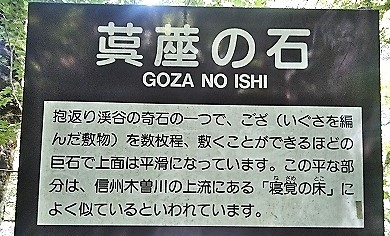 茣蓙の石
GOZA NO ISHI
抱返り渓谷の奇石の一つで、ござ（いぐさを編
んだ敷物）を数枚程、敷くことができるほどの
巨石で上面は平滑になっています。この平な部
分は、信州木曽川の上流にある「寝覚の床」に
よく似ているといわれています。